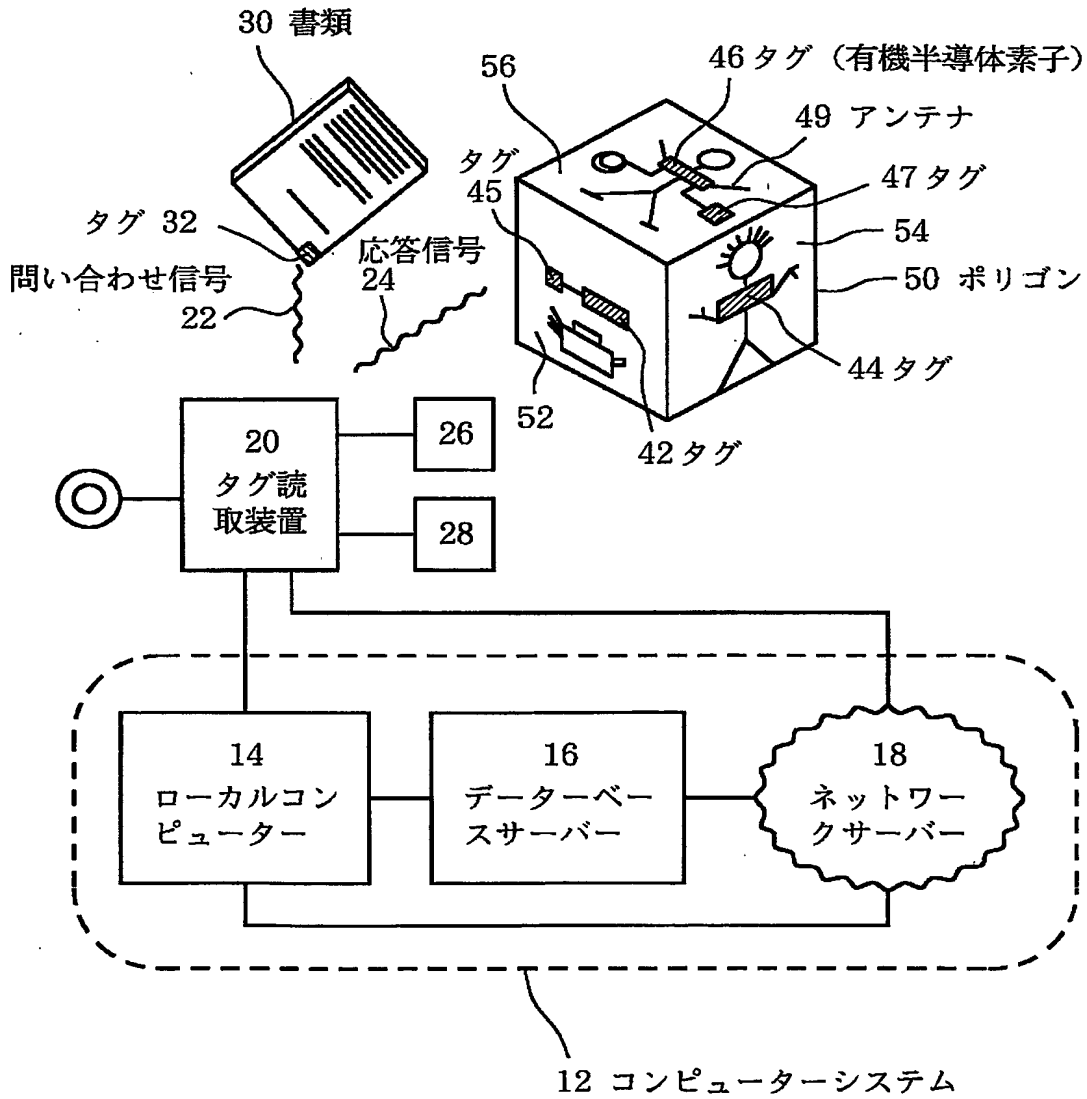 30 書類
56
46 タグ (有機半導体素子)
49 アンテナ
タグ
45
47 タグ
タグ 32
応答信号
24
54
問い合わせ信号
22
50 ポリゴン
44 タグ
52
42 タグ
20
タグ読
取装置
26
28
14
ローカルコン
ピューター
16
データーベー
スサーバー
18
ネットワー
クサーバー
12 コンピューターシステム